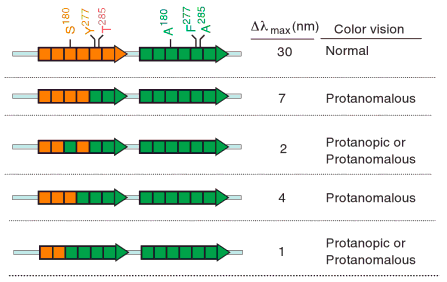 S180 Y277 T285 A180 F277 A285
Δλmax(nm) Color vision
30 Normal
7 Protanomalous
2 Protanopic or
Protanomalous
4 Protanomalous
1 Protanopic or
Protanomalous